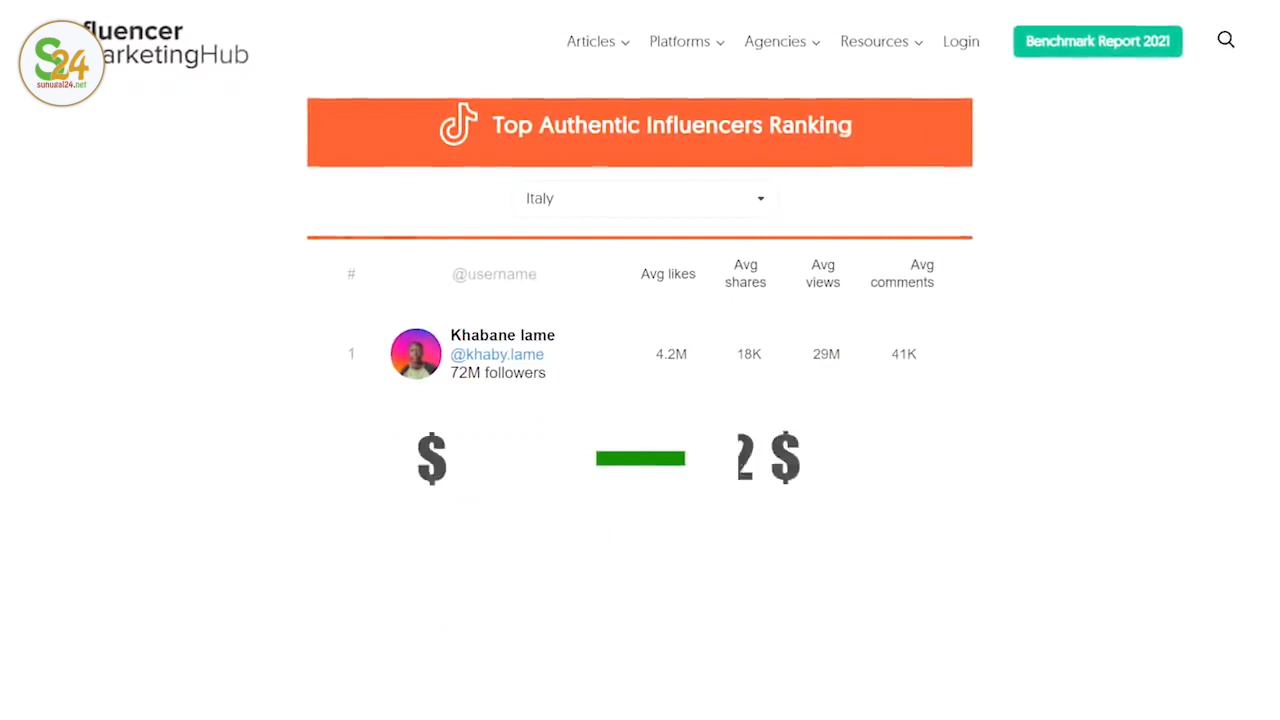 fluencer
arketingHub
S24
sunugal24.net
Articles Platforms Agencies Resources Login Benchmark Report 2021
Top Authentic Influencers Ranking
Italy
# @username Avg likes Avg shares Avg views Avg comments
1 Khabane lame 4.2M 18K 29M 41K
@khaby.lame
72M followers
$ 2 $